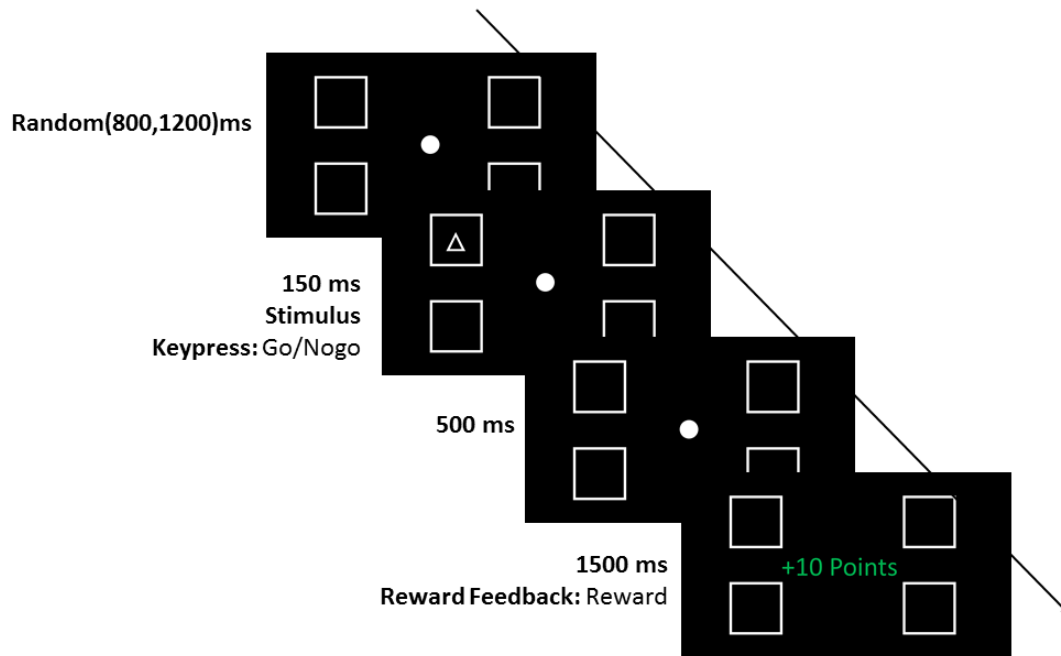 Random(800,1200)ms
150 ms
Stimulus
Keypress: Go/Nogo
500 ms
1500 ms
Reward Feedback: Reward
+10 Points